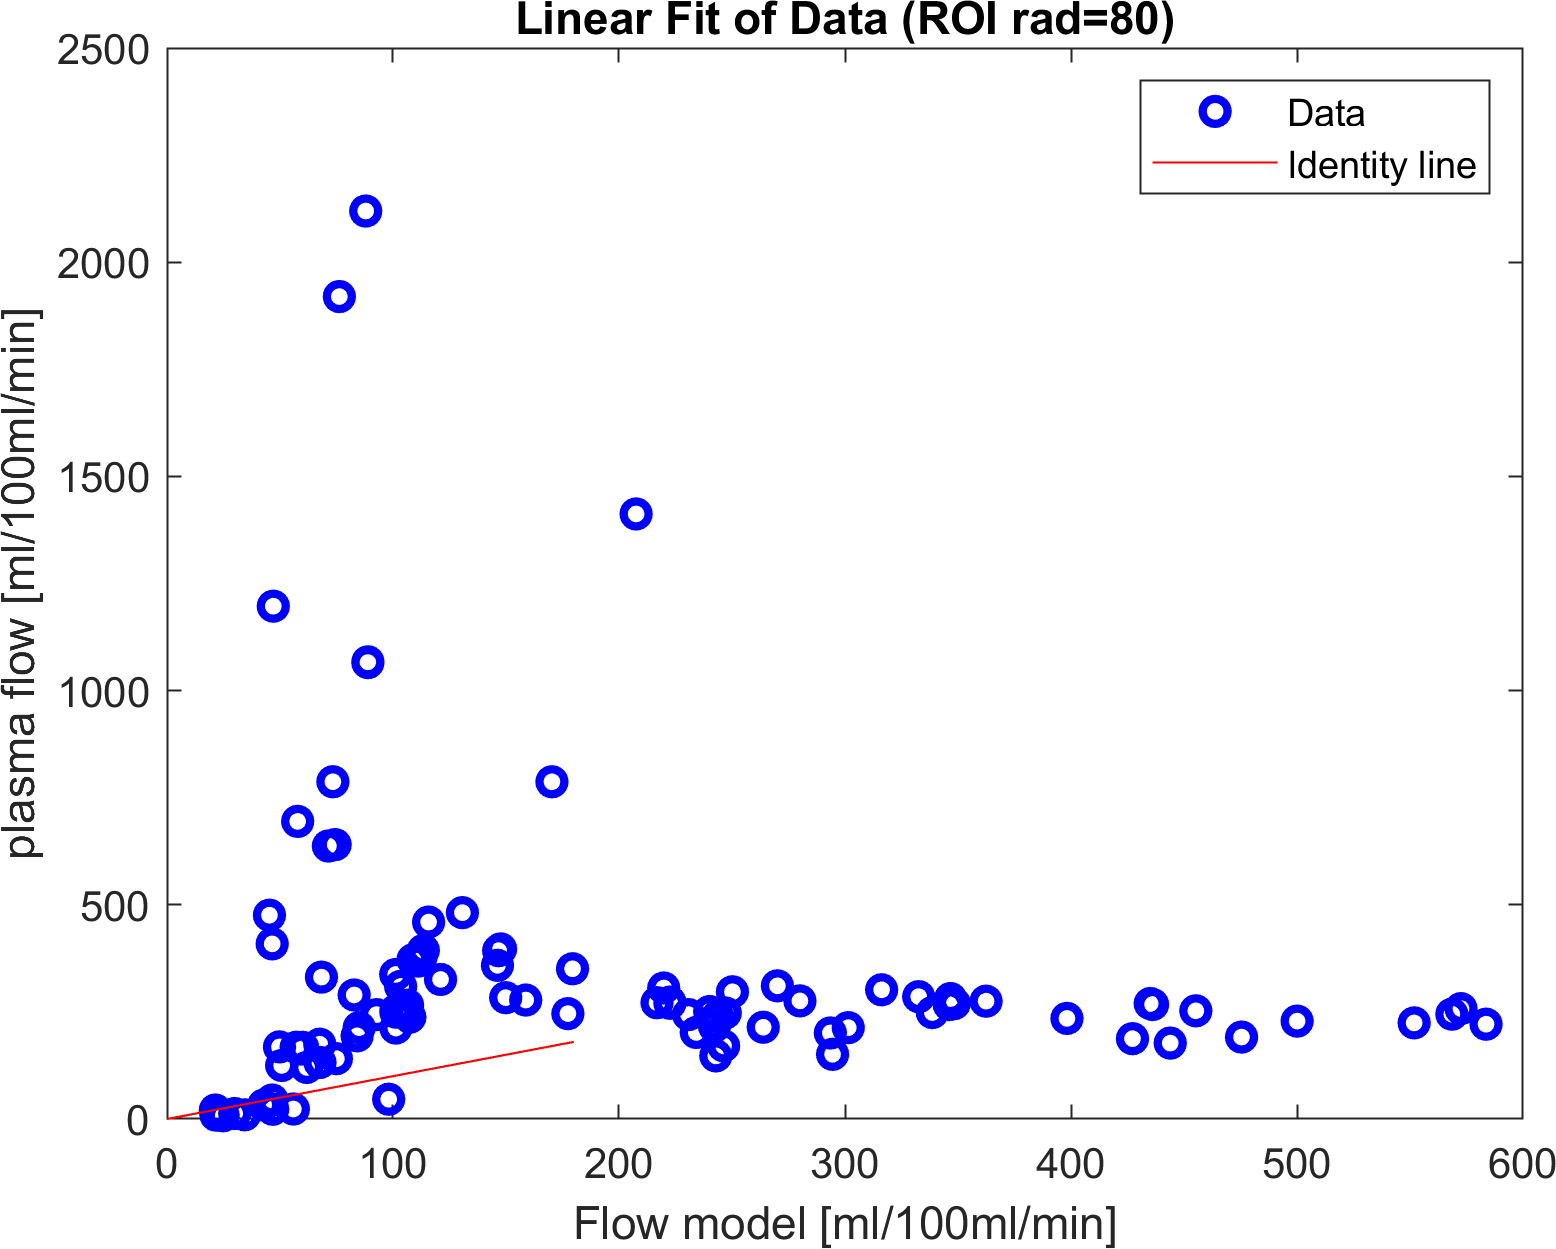 Linear Fit of Data (ROI rad=80)
2500
2000
1500
1000
500
0
plasma flow [ml/100ml/min]
Data
Identity line
0 100 200 300 400 500 600
Flow model [ml/100ml/min]